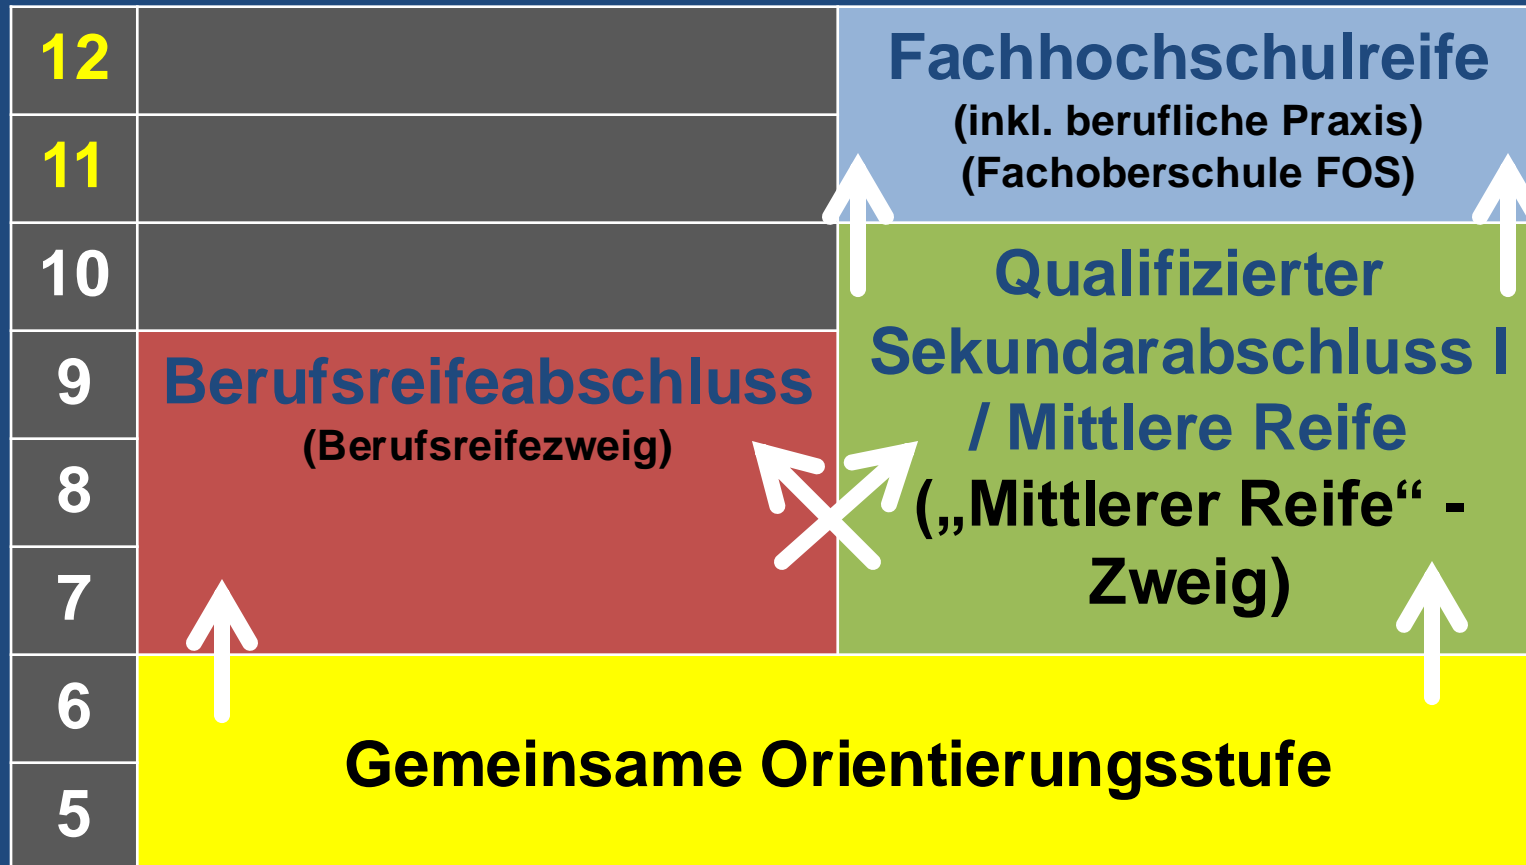 12
Fachhochschulreife
(inkl. berufliche Praxis)
11
(Fachoberschule FOS)
10
Qualifizierter
Sekundarabschluss I
/ Mittlere Reife
(„Mittlerer Reife“ -
Zweig)
9
Berufsreifeabschluss
(Berufsreifezweig)
8
7
6
Gemeinsame Orientierungsstufe
5